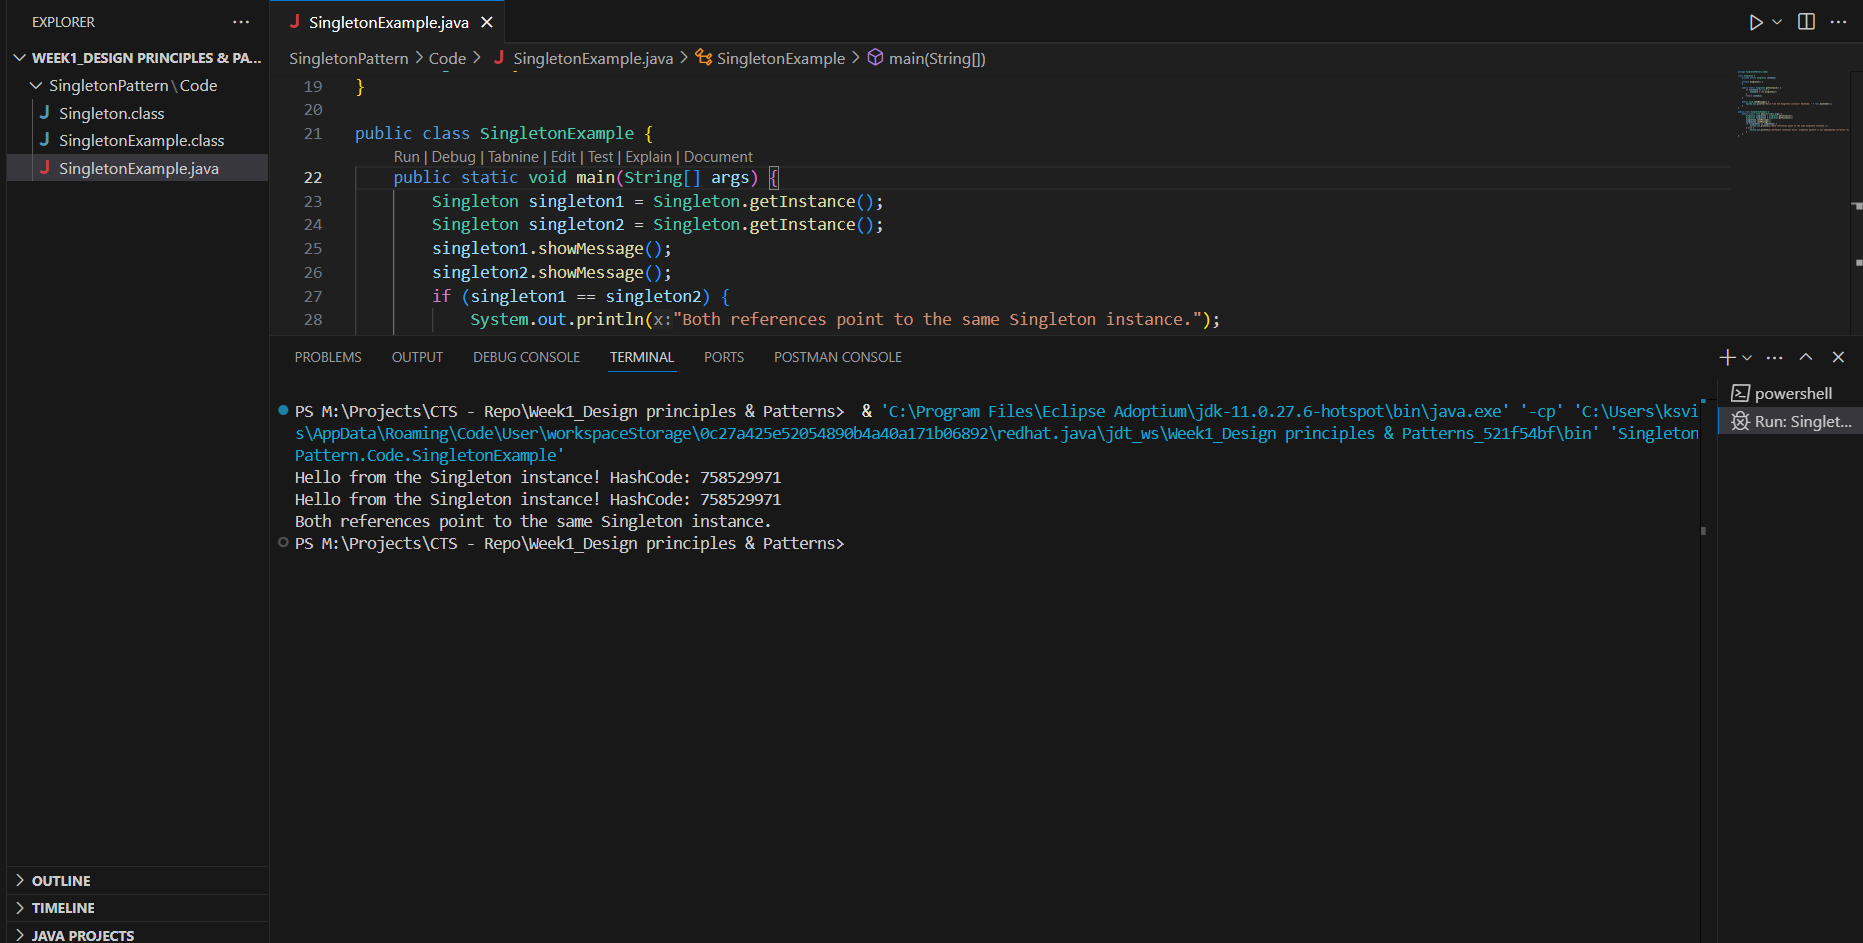 EXPLORER
WEEK1_DESIGN PRINCIPLES & PA...
SingletonPattern\Code
J Singleton.class
J SingletonExample.class
J SingletonExample.java
OUTLINE
TIMELINE
JAVA PROJECTS
J SingletonExample.java
SingletonPattern > Code > J SingletonExample.java > SingletonExample > main(String[])
19 }
20
21 public class SingletonExample {
Run | Debug | Tabnine | Edit | Test | Explain | Document
22 public static void main(String[] args) {
23 Singleton singleton1 = Singleton.getInstance();
24 Singleton singleton2 = Singleton.getInstance();
25 singleton1.showMessage();
26 singleton2.showMessage();
27 if (singleton1 == singleton2) {
28 System.out.println(x:"Both references point to the same Singleton instance.");
PROBLEMS OUTPUT DEBUG CONSOLE TERMINAL PORTS POSTMAN CONSOLE
PS M:\Projects\CTS - Repo\Week1_Design principles & Patterns> & 'C:\Program Files\Eclipse Adoptium\jdk-11.0.27.6-hotspot\bin\java.exe' '-cp' 'C:\Users\ksvi
s\AppData\Roaming\Code\User\workspaceStorage\0c27a425e52054890b4a40a171b06892\redhat.java\jdt_ws\Week1_Design principles & Patterns_521f54bf\bin' 'Singleton
Pattern.Code.SingletonExample'
Hello from the Singleton instance! HashCode: 758529971
Hello from the Singleton instance! HashCode: 758529971
Both references point to the same Singleton instance.
PS M:\Projects\CTS - Repo\Week1_Design principles & Patterns>
powershell
Run: Singlet...